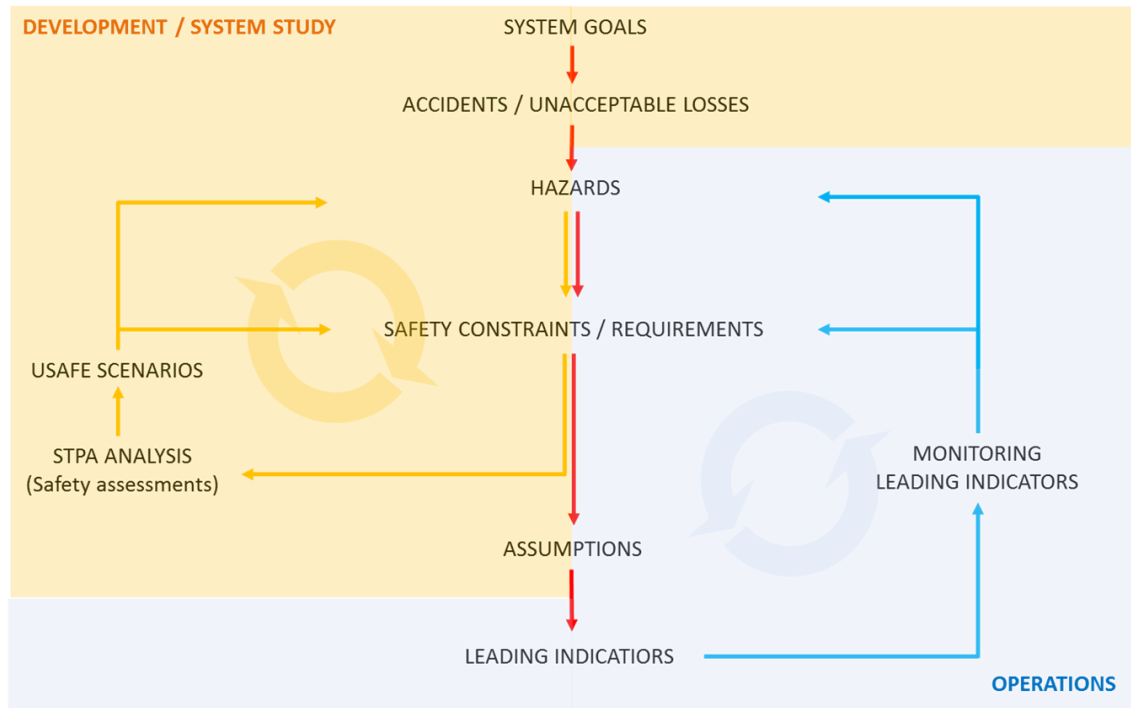 DEVELOPMENT / SYSTEM STUDY
SYSTEM GOALS
ACCIDENTS / UNACCEPTABLE LOSSES
HAZARDS
SAFETY CONSTRAINTS / REQUIREMENTS
USAFE SCENARIOS
STPA ANALYSIS
(Safety assessments)
MONITORING
LEADING INDICATORS
ASSUMPTIONS
LEADING INDICATIORS
OPERATIONS